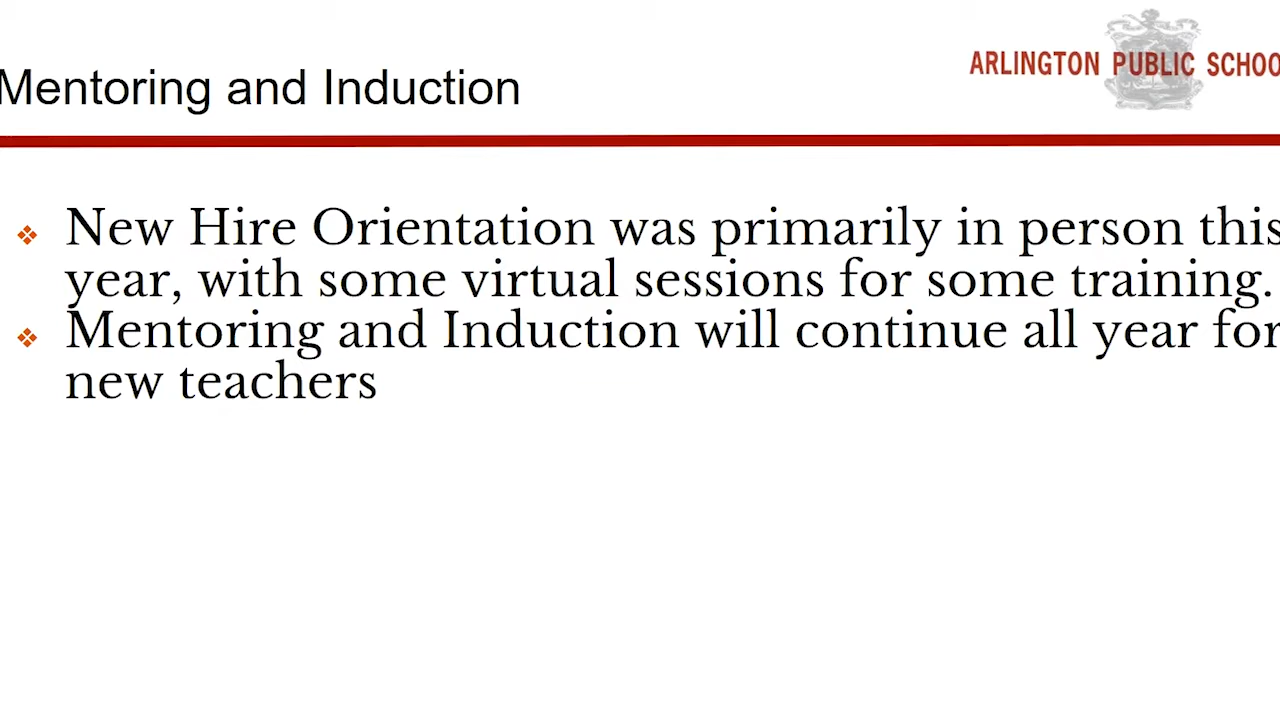 Mentoring and Induction
ARLINGTON PUBLIC SCHOO
New Hire Orientation was primarily in person this
year, with some virtual sessions for some training.
Mentoring and Induction will continue all year for
new teachers